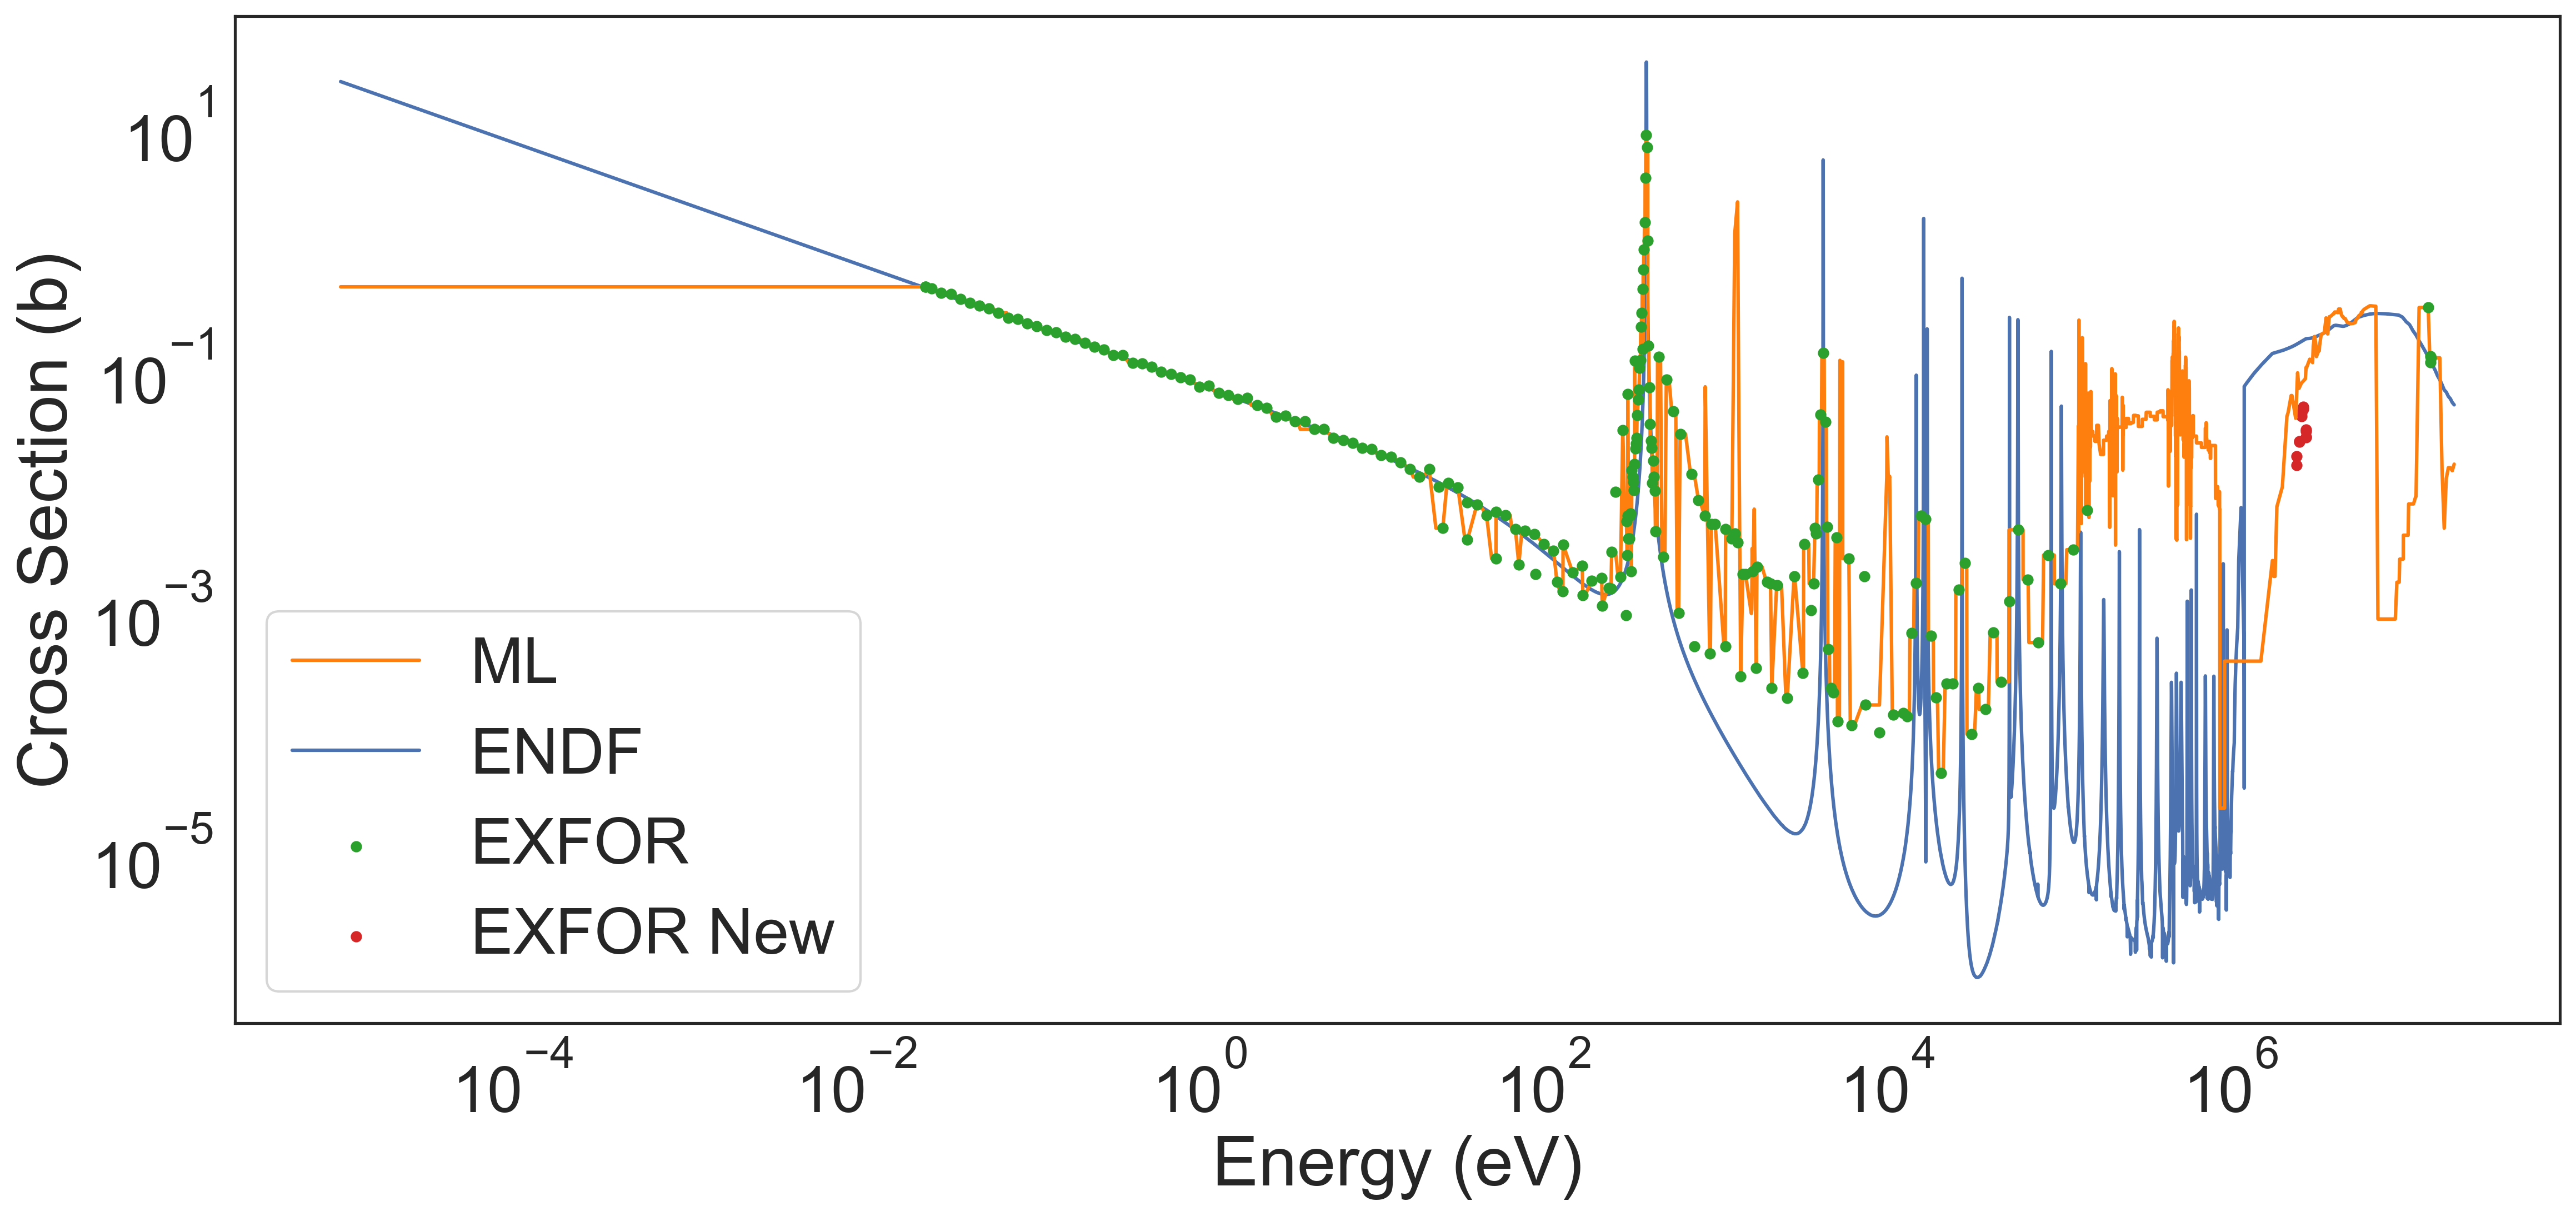 Cross Section (b)
10^1
10^−1
10^−3
10^−5
ML
ENDF
EXFOR
EXFOR New
10^−4 10^−2 10^0 10^2 10^4 10^6
Energy (eV)